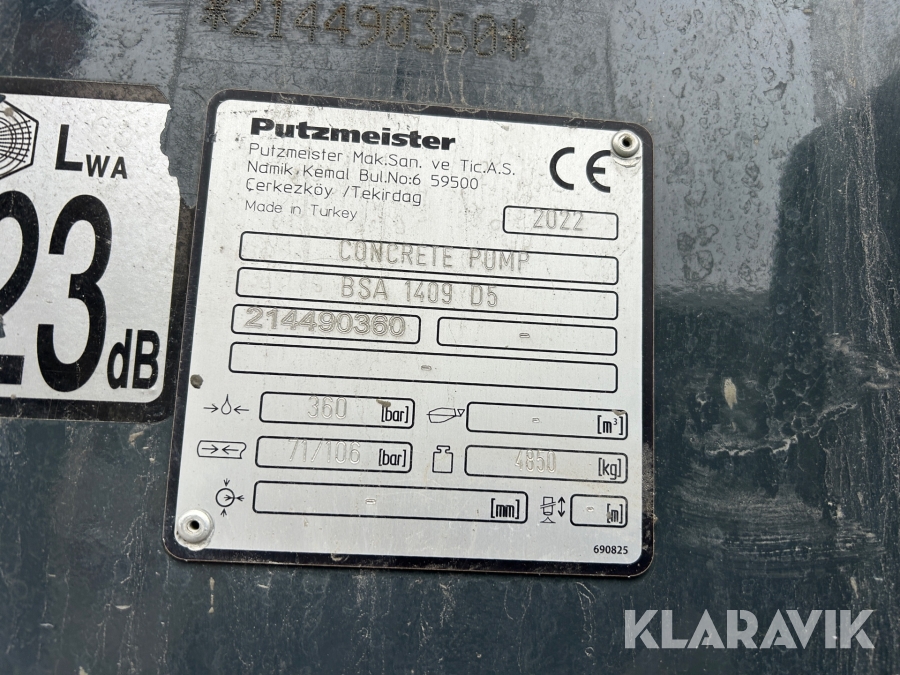 *214490360*
LWA
23
dB
Putzmeister
Putzmeister Mak.San. ve Tic.A.S.
Namik Kemal Bul.No:6 59500
Çerkezköy /Tekirdag
Made in Turkey
CE
2022
CONCRETE PUMP
BSA 1409 D5
214490360 -
-
360 [bar] - [m³]
71/106 [bar] 4850 [kg]
- [mm] - [m]
690825
KLARAVIK